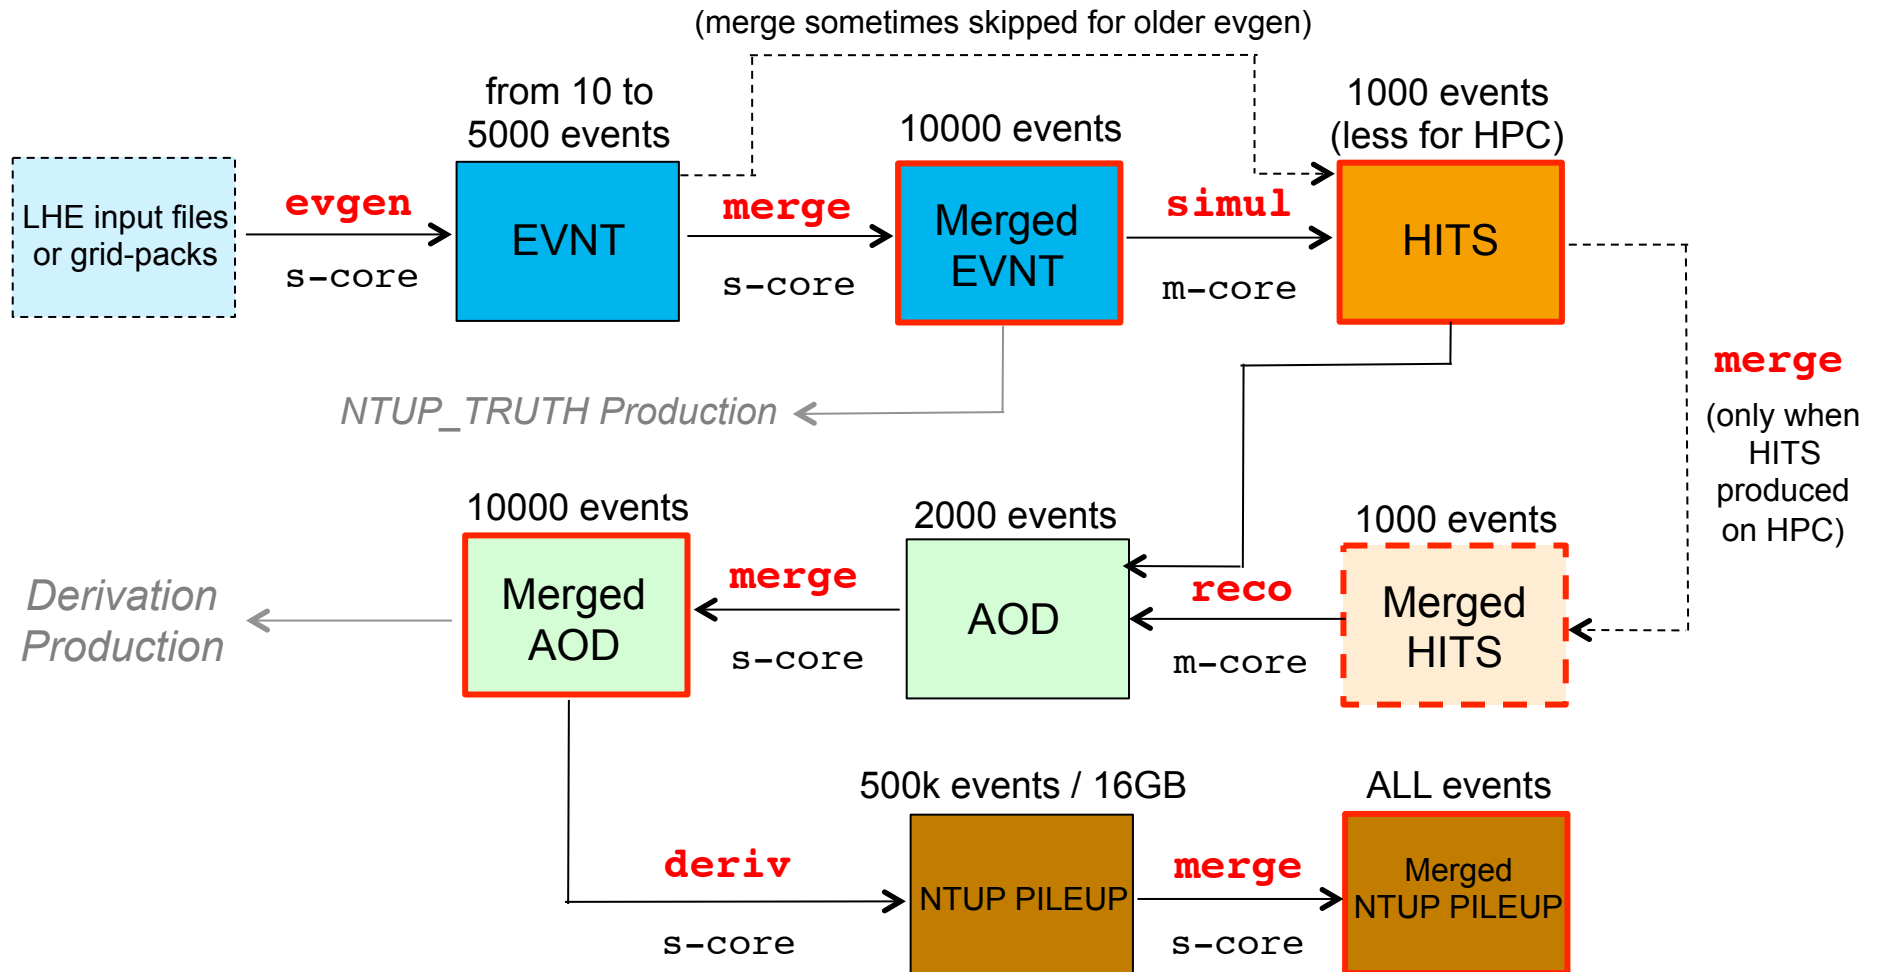 (merge sometimes skipped for older evgen)
from 10 to
5000 events
10000 events
1000 events
(less for HPC)
LHE input files
or grid-packs
evgen
s-core
EVNT
merge
s-core
Merged
EVNT
simul
m-core
HITS
merge
(only when
HITS
produced
on HPC)
NTUP_TRUTH Production
10000 events
2000 events
1000 events
Derivation
Production
Merged
AOD
merge
s-core
AOD
reco
m-core
Merged
HITS
500k events / 16GB
ALL events
deriv
s-core
NTUP PILEUP
merge
s-core
Merged
NTUP PILEUP